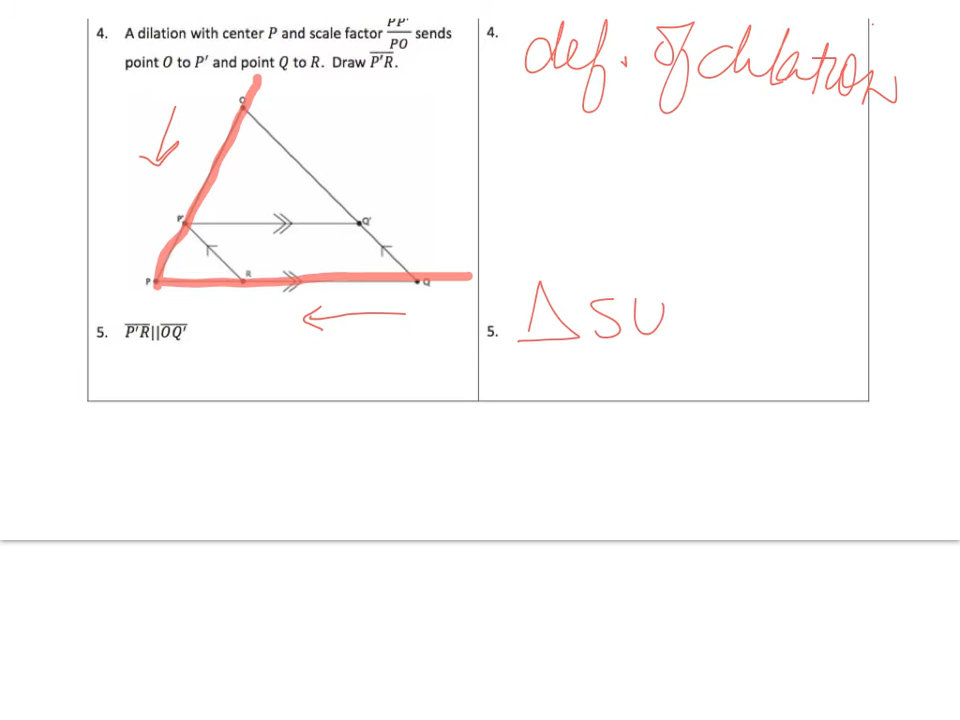 4. A dilation with center P and scale factor PP'/PO sends
point O to P′ and point Q to R. Draw P′R.
4. def. of dilation
O
P'
Q'
P
R
Q
5. P′R||OQ′
5. ΔSU